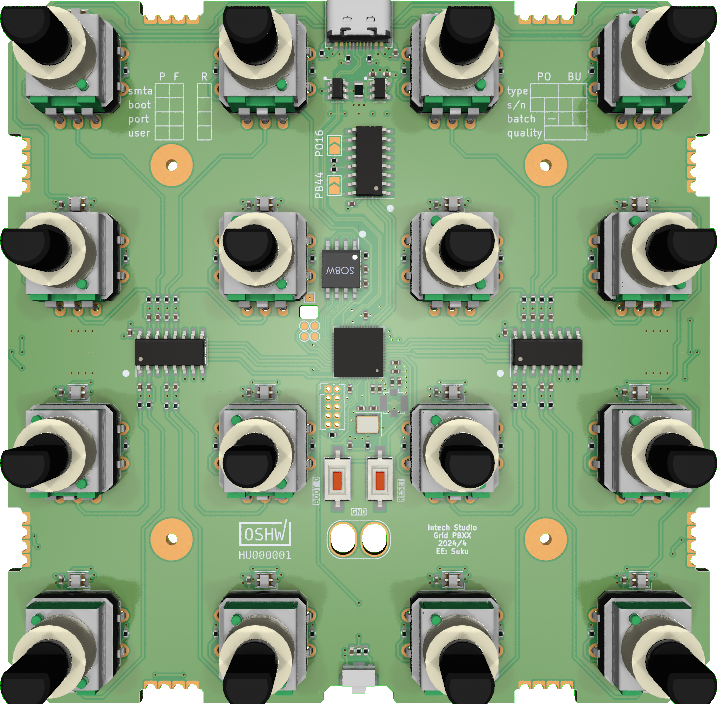 P F R
smta
boot
port
user
PO BU
type
s/n
batch
quality
PO16
PB44
SO8W
OSHW
HU000001
GND
Intech Studio
Grid PBXX
2024/4
EE: Suku